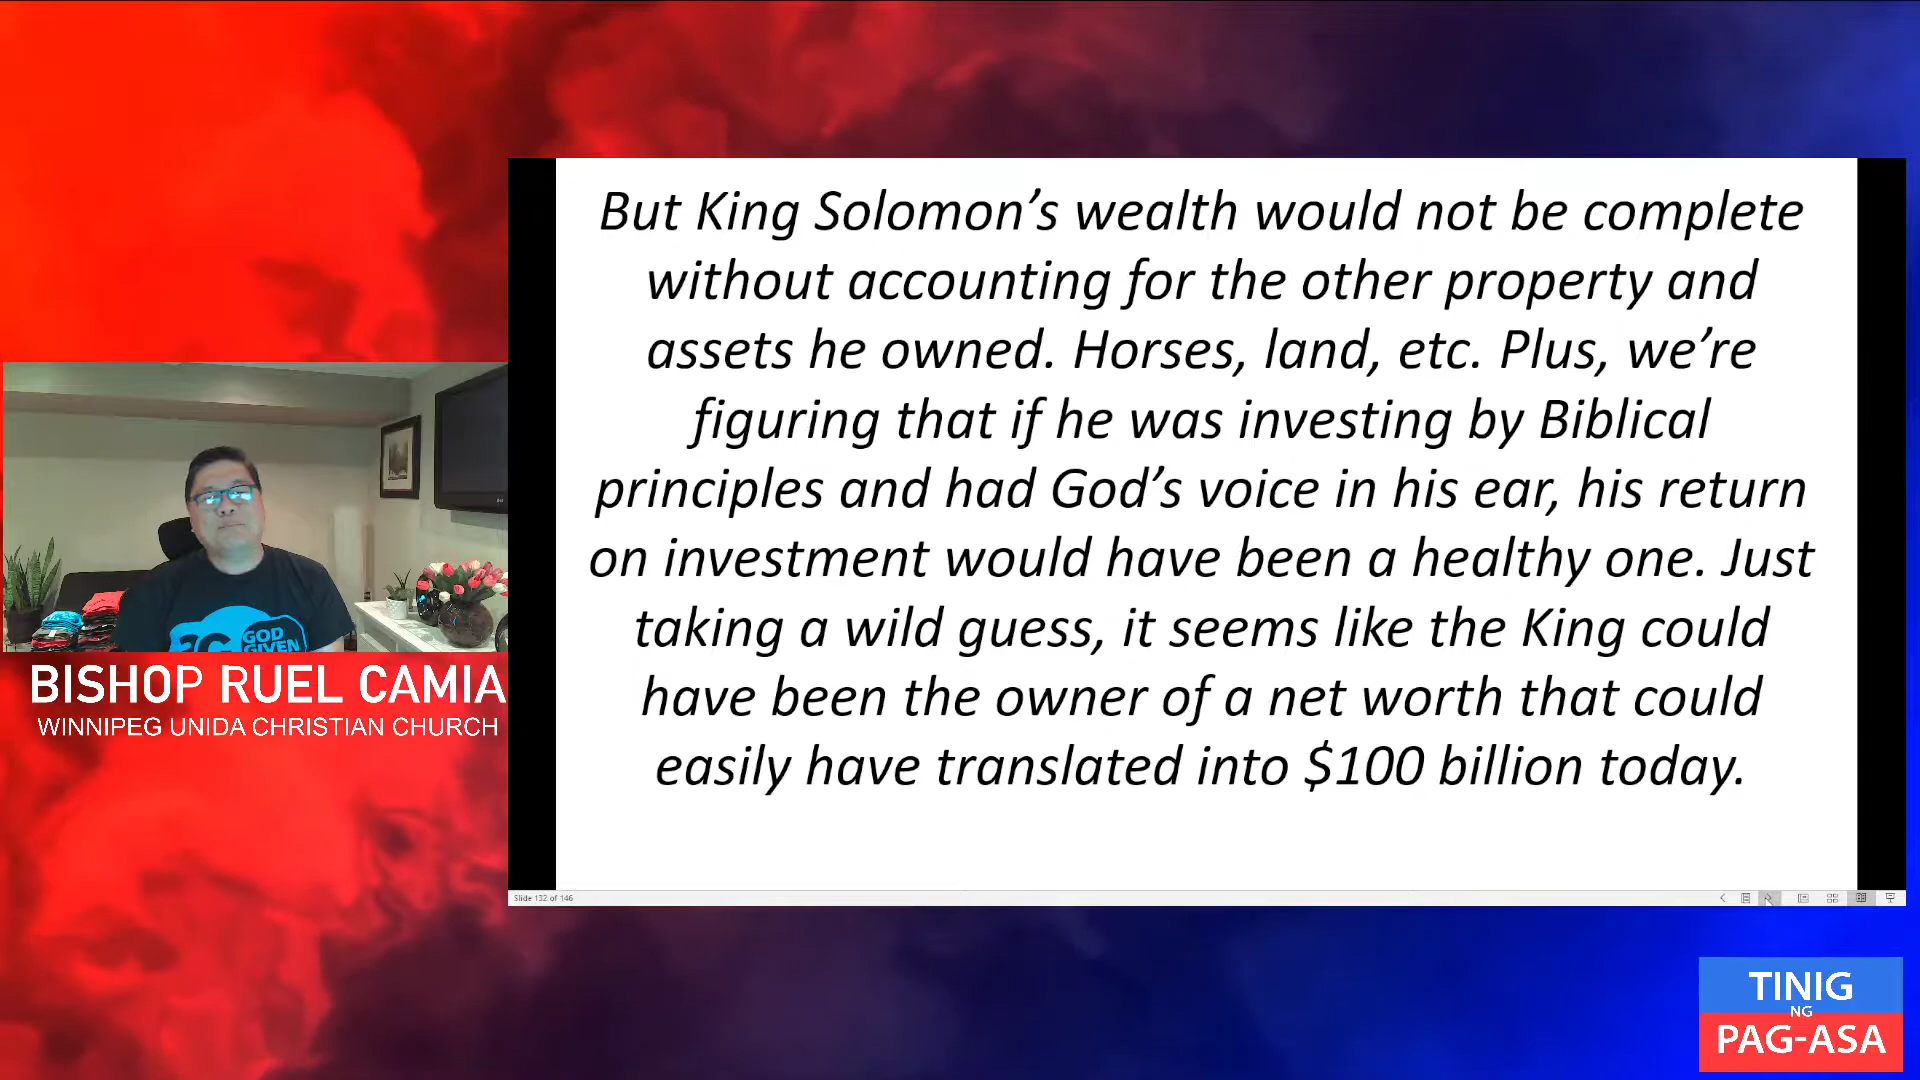 But King Solomon’s wealth would not be complete
without accounting for the other property and
assets he owned. Horses, land, etc. Plus, we’re
figuring that if he was investing by Biblical
principles and had God’s voice in his ear, his return
on investment would have been a healthy one. Just
taking a wild guess, it seems like the King could
have been the owner of a net worth that could
easily have translated into $100 billion today.
Slide 132 of 146
GOD
GIVEN
BISHOP RUEL CAMIA
WINNIPEG UNIDA CHRISTIAN CHURCH
TINIG
NG
PAG-ASA